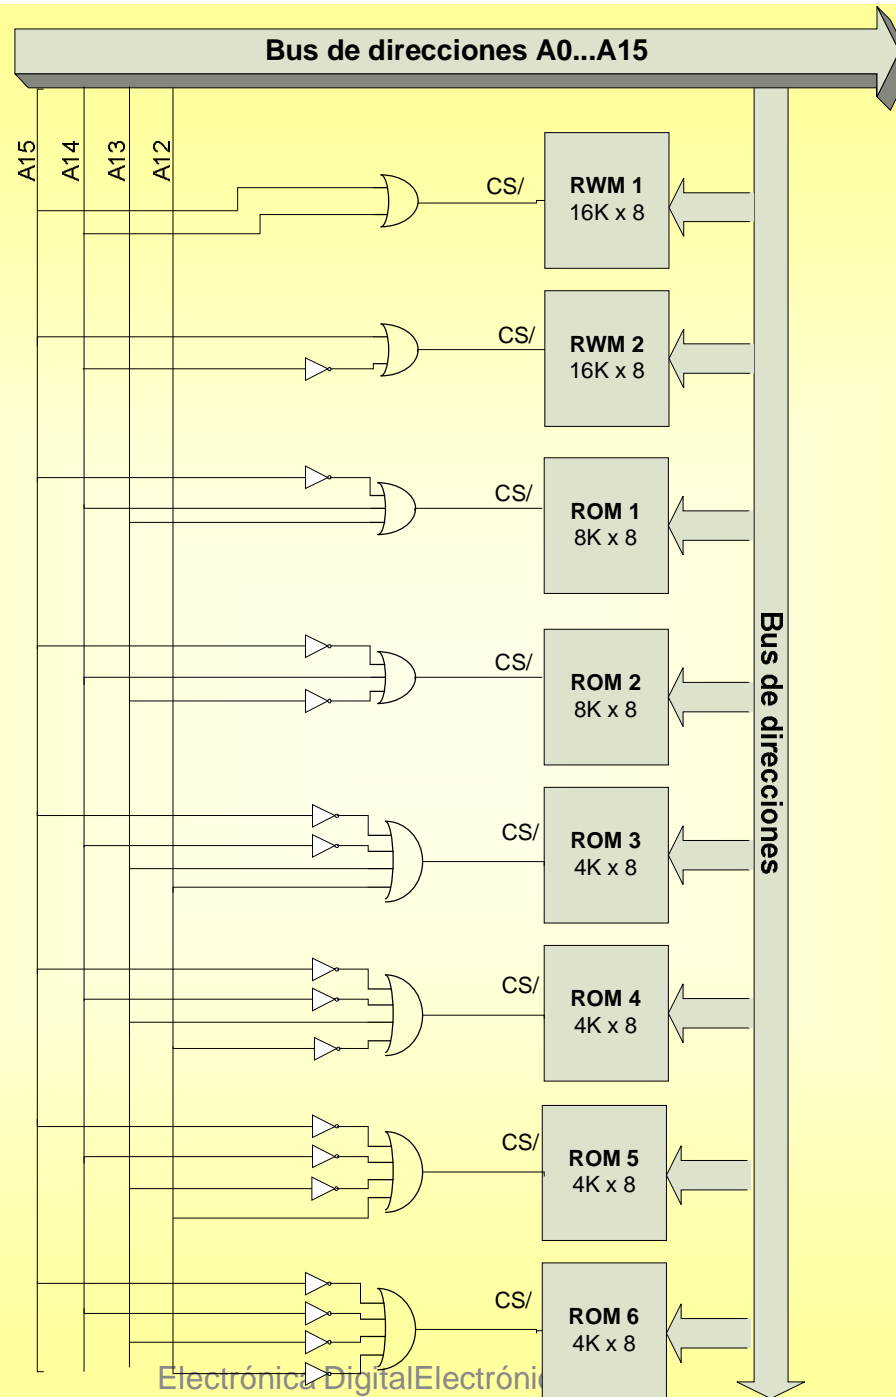 Bus de direcciones A0...A15
A15
A14
A13
A12
CS/
RWM 1
16K x 8
CS/
RWM 2
16K x 8
CS/
ROM 1
8K x 8
CS/
ROM 2
8K x 8
Bus de direcciones
CS/
ROM 3
4K x 8
CS/
ROM 4
4K x 8
CS/
ROM 5
4K x 8
CS/
ROM 6
4K x 8
Electrónica DigitalElectrónic